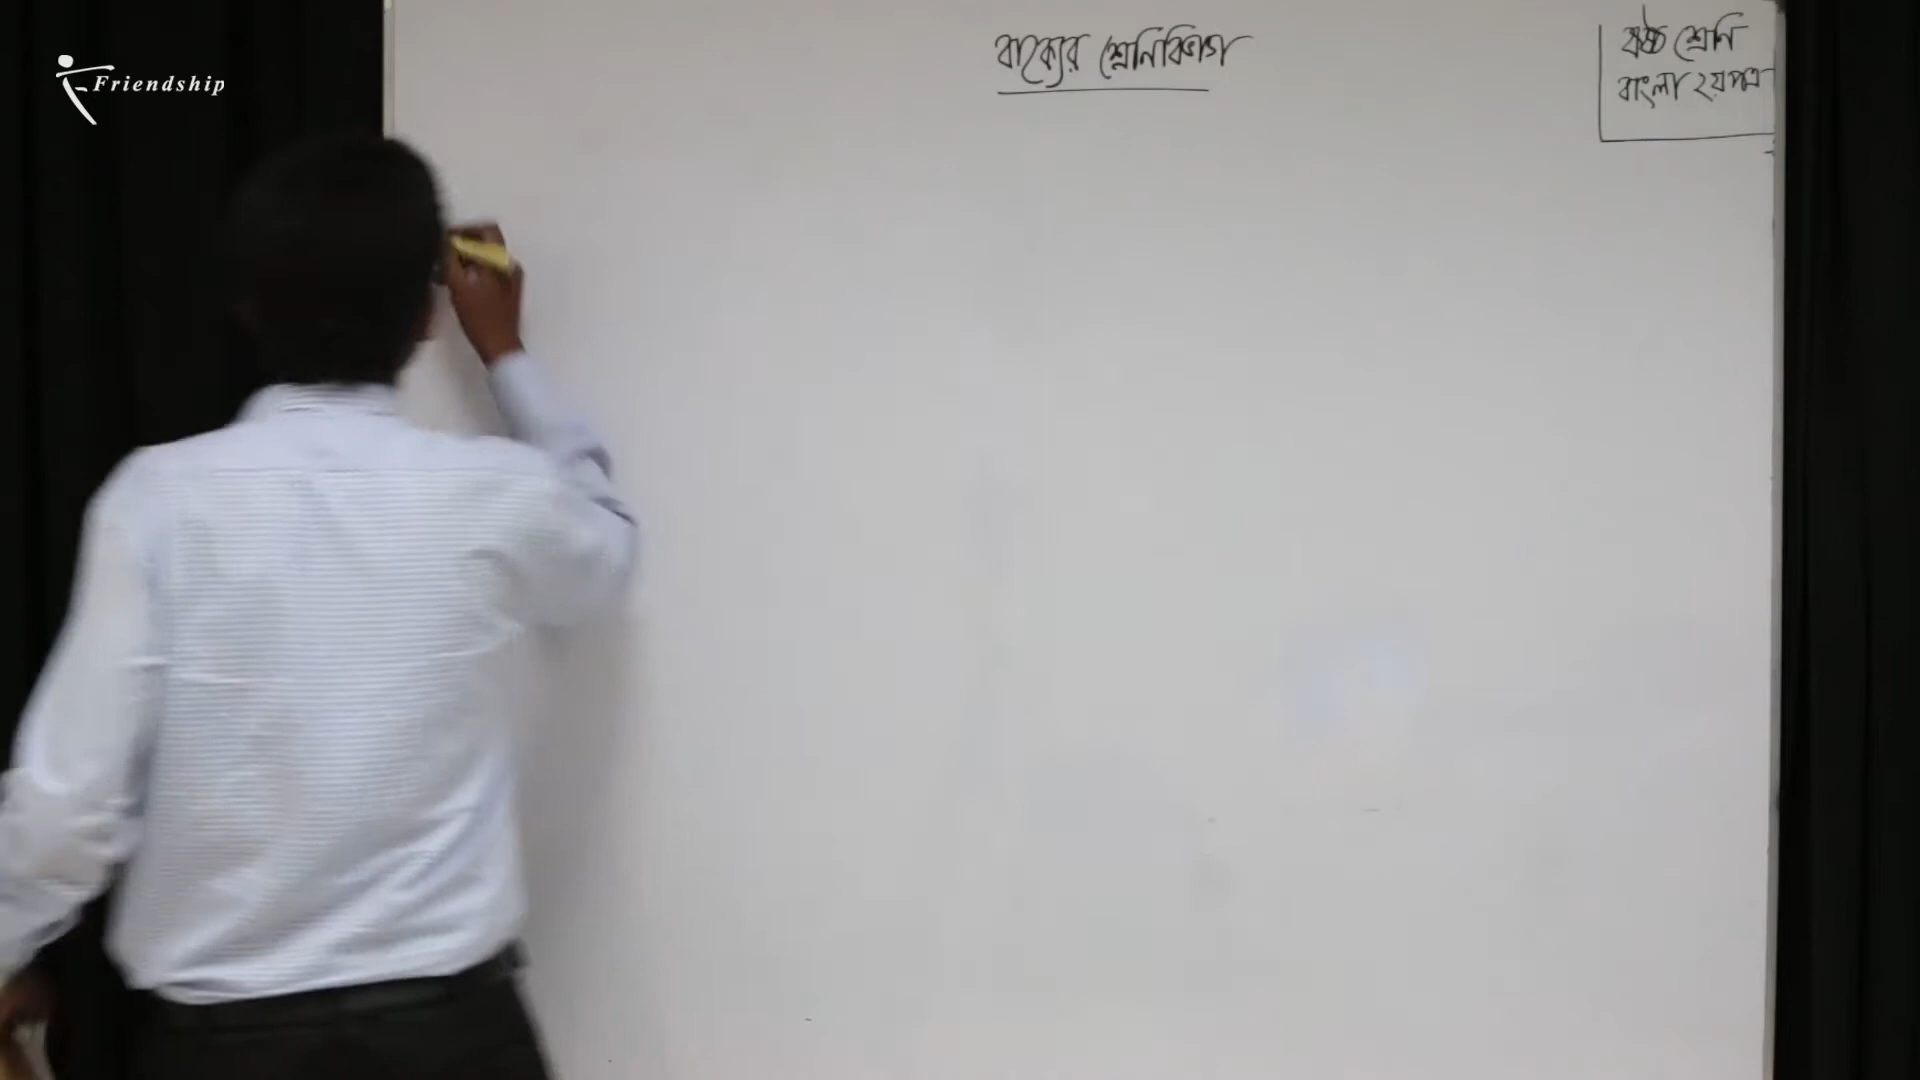 Friendship
বাক্যের শ্রেণিবিভাগ
ষষ্ঠ শ্রেণি
বাংলা ২য় পত্র